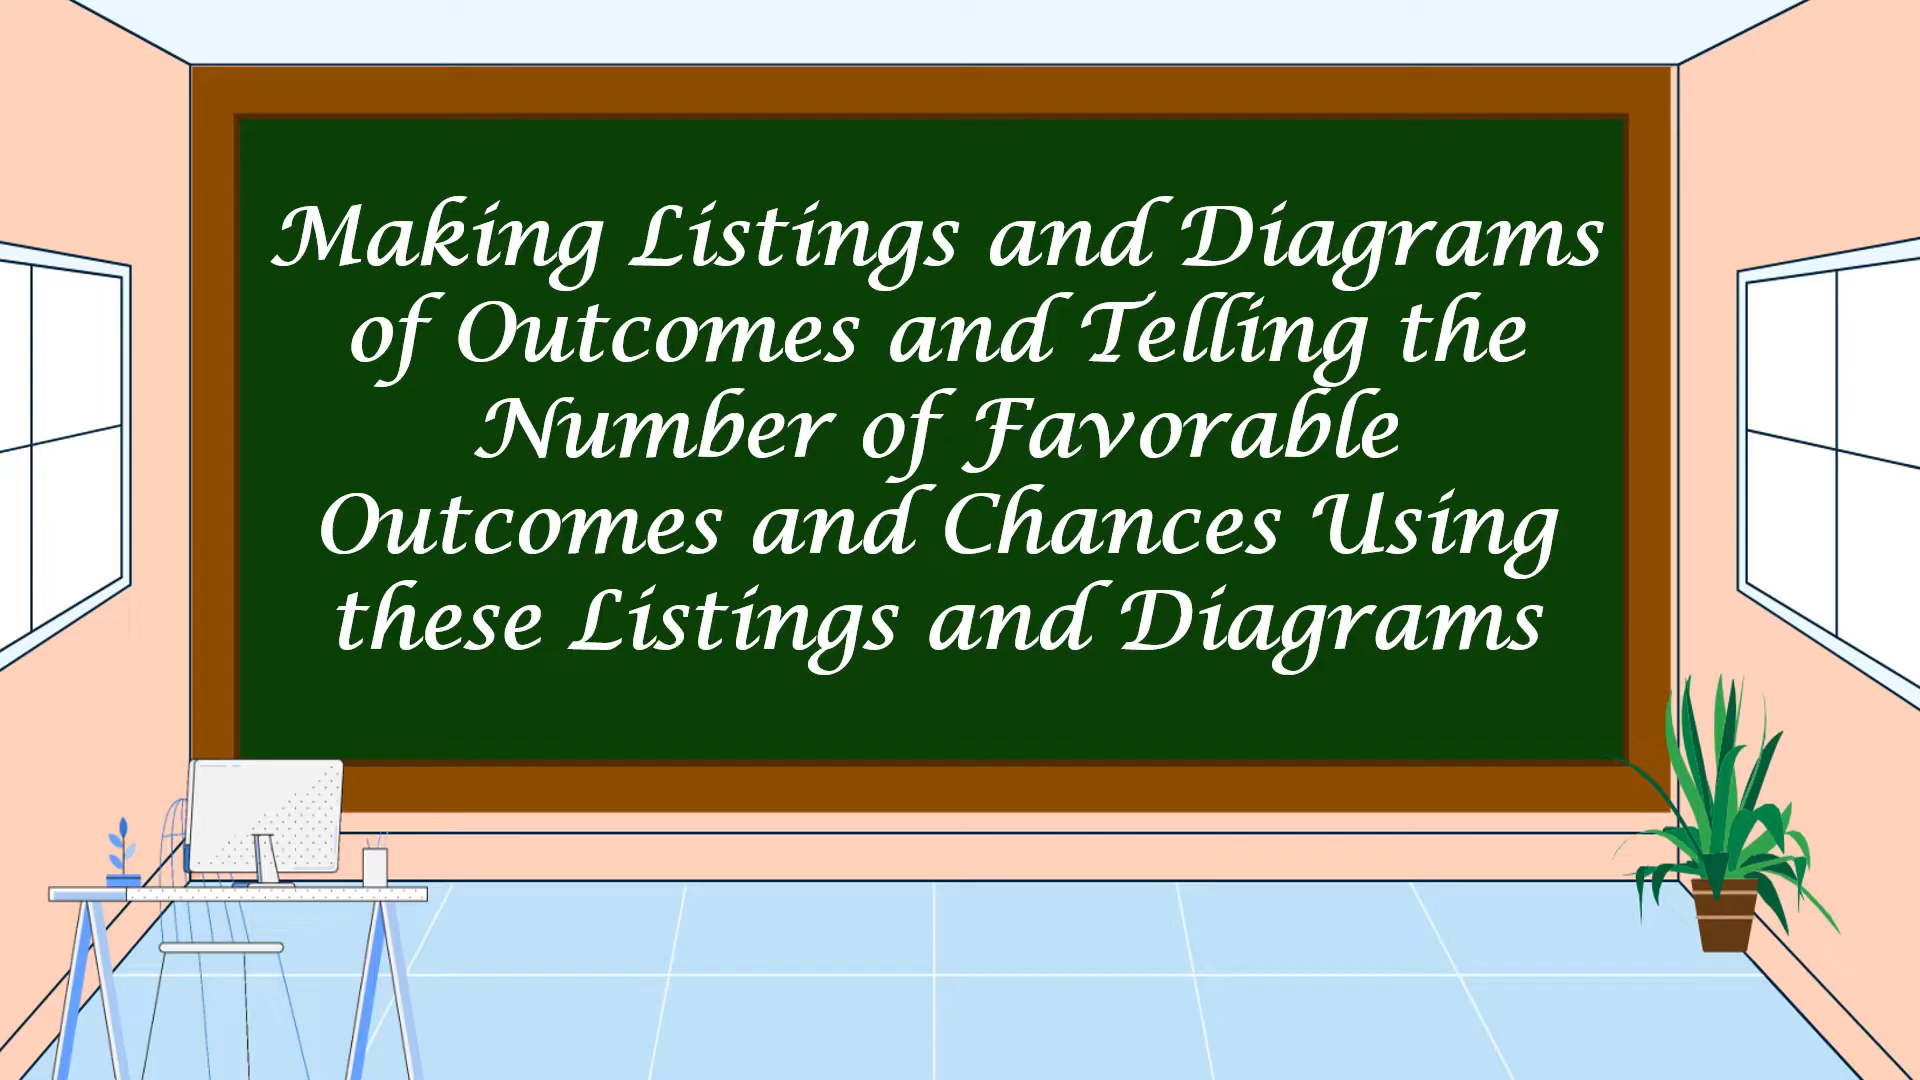 Making Listings and Diagrams
of Outcomes and Telling the
Number of Favorable
Outcomes and Chances Using
these Listings and Diagrams